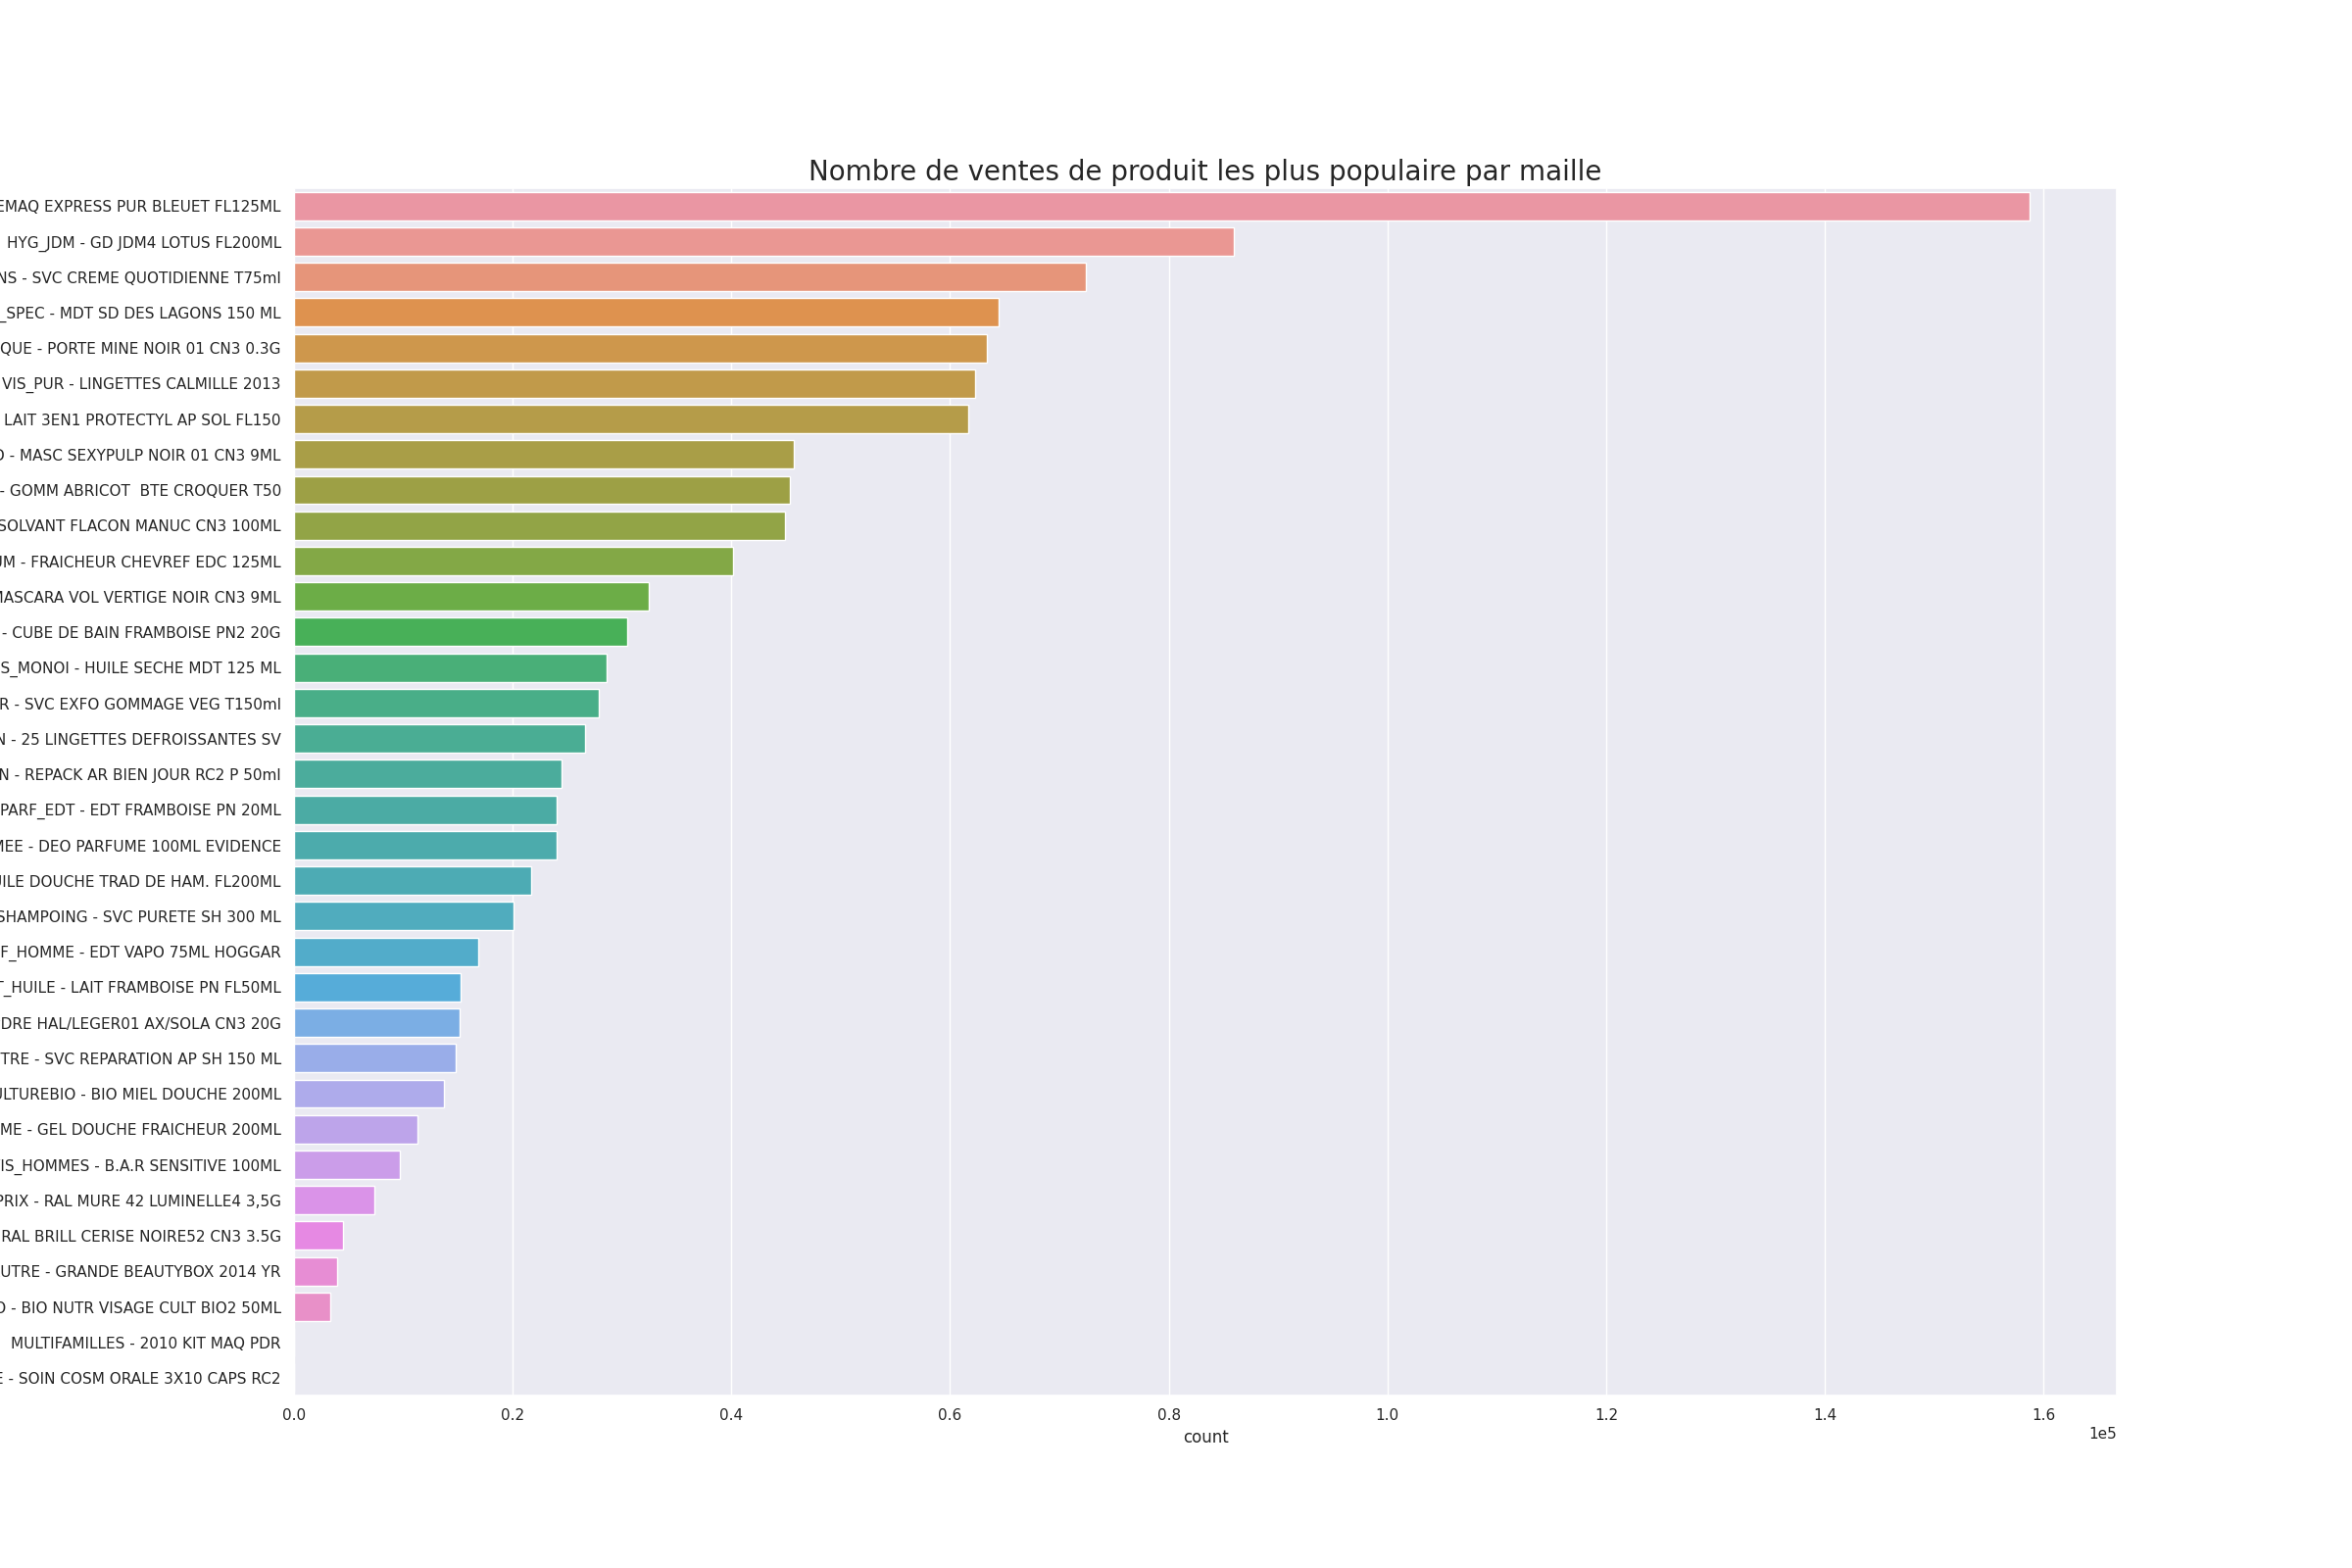 Nombre de ventes de produit les plus populaire par maille
EMAQ EXPRESS PUR BLEUET FL125ML
HYG_JDM - GD JDM4 LOTUS FL200ML
NS - SVC CREME QUOTIDIENNE T75ml
_SPEC - MDT SD DES LAGONS 150 ML
QUE - PORTE MINE NOIR 01 CN3 0.3G
VIS_PUR - LINGETTES CALMILLE 2013
LAIT 3EN1 PROTECTYL AP SOL FL150
- MASC SEXYPULP NOIR 01 CN3 9ML
- GOMM ABRICOT  BTE CROQUER T50
SOLVANT FLACON MANUC CN3 100ML
UM - FRAICHEUR CHEVREF EDC 125ML
MASCARA VOL VERTIGE NOIR CN3 9ML
- CUBE DE BAIN FRAMBOISE PN2 20G
S_MONOI - HUILE SECHE MDT 125 ML
R - SVC EXFO GOMMAGE VEG T150ml
N - 25 LINGETTES DEFROISSANTES SV
N - REPACK AR BIEN JOUR RC2 P 50ml
PARF_EDT - EDT FRAMBOISE PN 20ML
MEE - DEO PARFUME 100ML EVIDENCE
UILE DOUCHE TRAD DE HAM. FL200ML
SHAMPOING - SVC PURETE SH 300 ML
F_HOMME - EDT VAPO 75ML HOGGAR
T_HUILE - LAIT FRAMBOISE PN FL50ML
DRE HAL/LEGER01 AX/SOLA CN3 20G
TRE - SVC REPARATION AP SH 150 ML
ULTUREBIO - BIO MIEL DOUCHE 200ML
ME - GEL DOUCHE FRAICHEUR 200ML
IS_HOMMES - B.A.R SENSITIVE 100ML
PRIX - RAL MURE 42 LUMINELLE4 3,5G
RAL BRILL CERISE NOIRE52 CN3 3.5G
UTRE - GRANDE BEAUTYBOX 2014 YR
- BIO NUTR VISAGE CULT BIO2 50ML
MULTIFAMILLES - 2010 KIT MAQ PDR
E - SOIN COSM ORALE 3X10 CAPS RC2
0.0 0.2 0.4 0.6 0.8 1.0 1.2 1.4 1.6
1e5
count